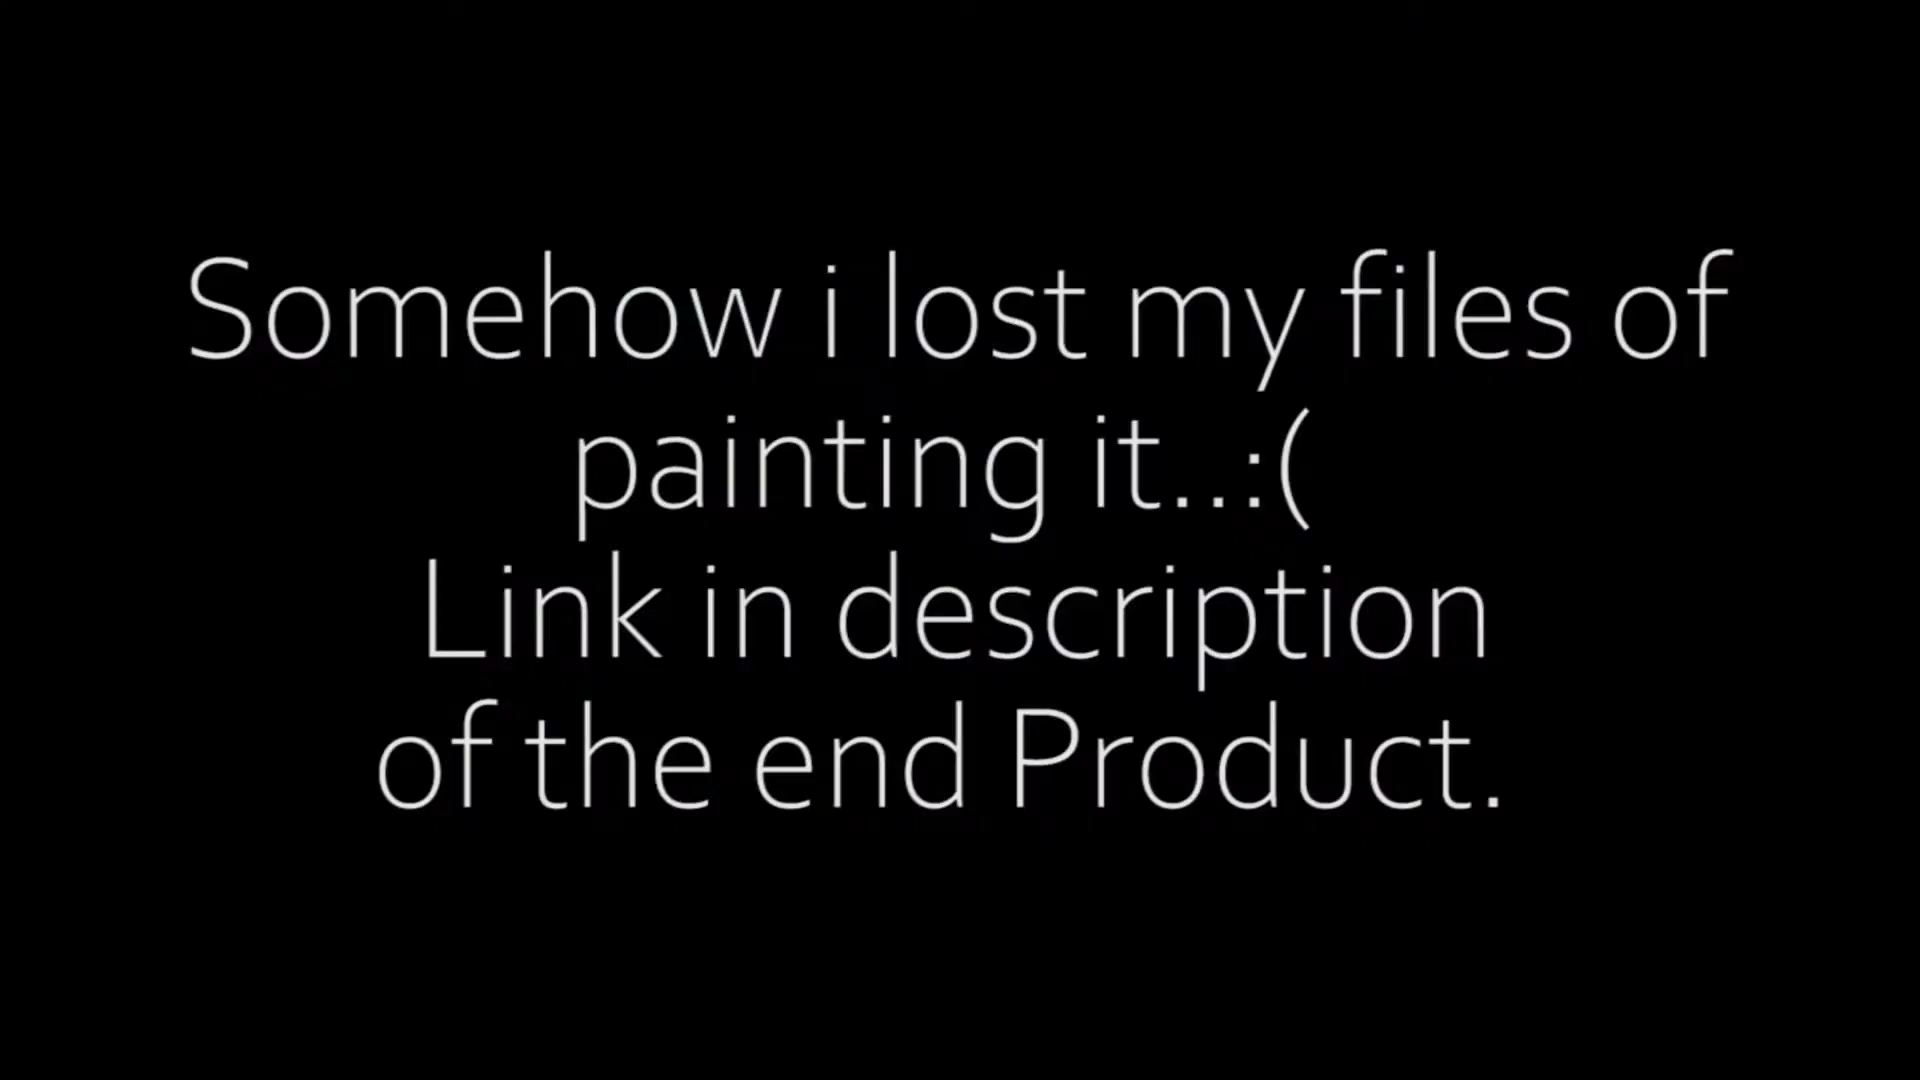 Somehow i lost my files of
painting it..:(
Link in description
of the end Product.